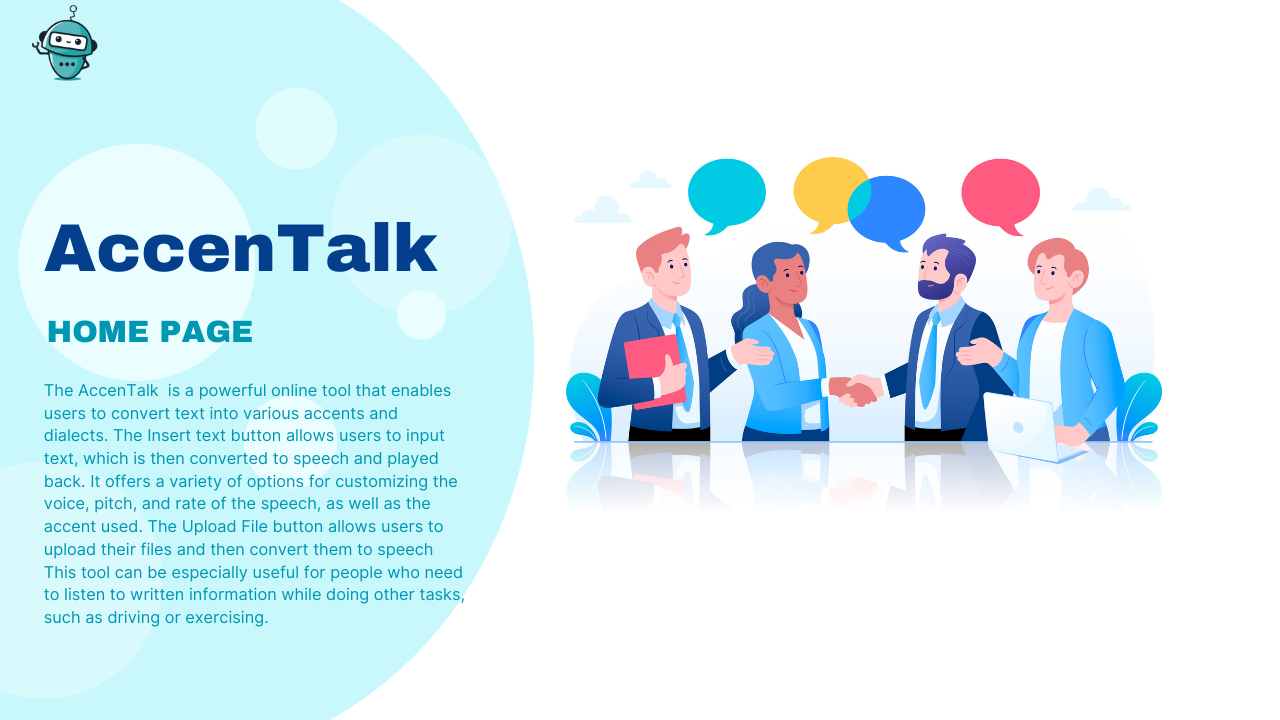 AccenTalk
HOME PAGE
The AccenTalk  is a powerful online tool that enables
users to convert text into various accents and
dialects. The Insert text button allows users to input
text, which is then converted to speech and played
back. It offers a variety of options for customizing the
voice, pitch, and rate of the speech, as well as the
accent used. The Upload File button allows users to
upload their files and then convert them to speech
This tool can be especially useful for people who need
to listen to written information while doing other tasks,
such as driving or exercising.